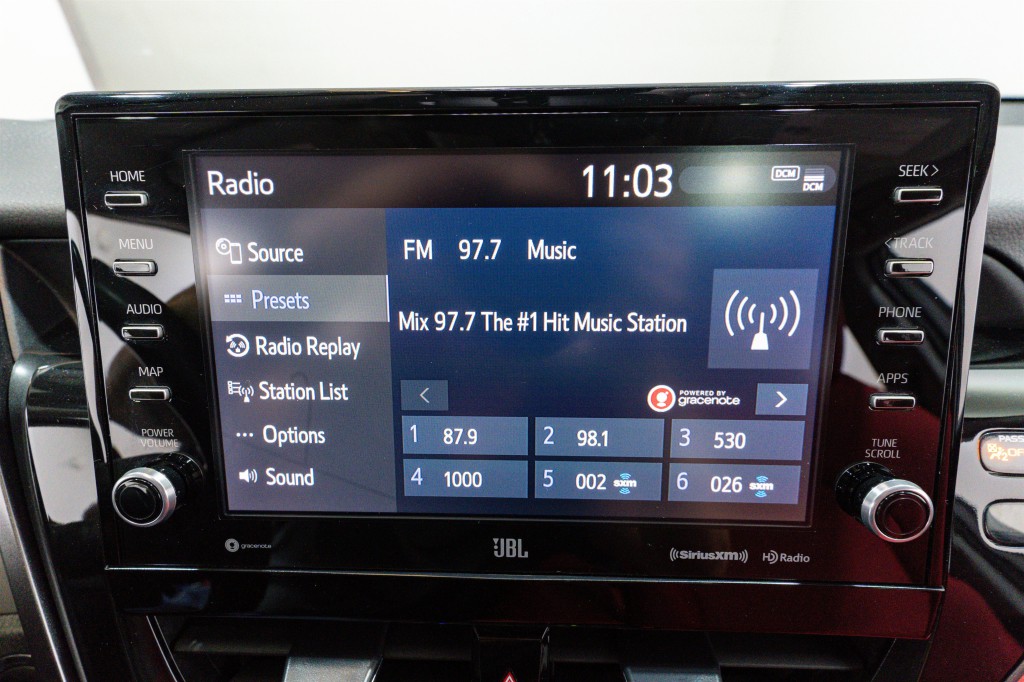 HOME
MENU
AUDIO
MAP
POWER
VOLUME
Radio
11:03
DCM
DCM
Source
Presets
Radio Replay
Station List
Options
Sound
FM 97.7 Music
Mix 97.7 The #1 Hit Music Station
<
POWERED BY
gracenote
>
1 87.9
2 98.1
3 530
4 1000
5 002 sxm
6 026 sxm
SEEK >
< TRACK
PHONE
APPS
TUNE
SCROLL
gracenote
JBL
SiriusXM
HD Radio
PASS
OF